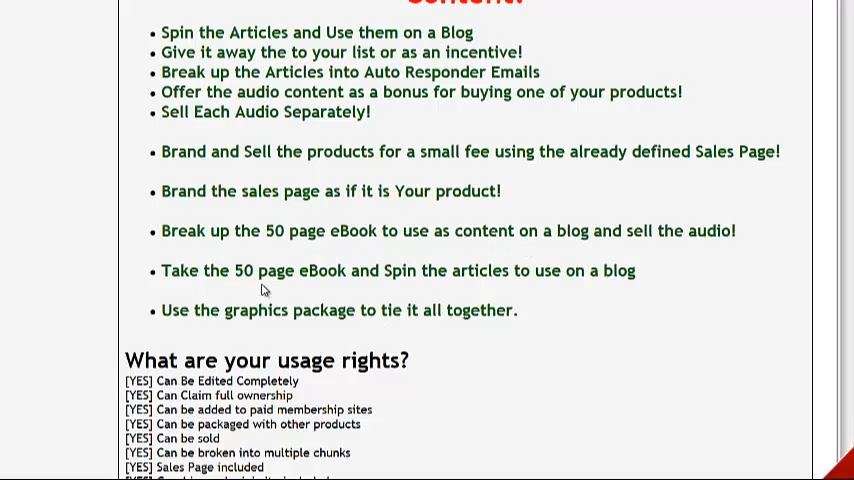 Content!
Spin the Articles and Use them on a Blog
Give it away the to your list or as an incentive!
Break up the Articles into Auto Responder Emails
Offer the audio content as a bonus for buying one of your products!
Sell Each Audio Separately!
Brand and Sell the products for a small fee using the already defined Sales Page!
Brand the sales page as if it is Your product!
Break up the 50 page eBook to use as content on a blog and sell the audio!
Take the 50 page eBook and Spin the articles to use on a blog
Use the graphics package to tie it all together.
What are your usage rights?
[YES] Can Be Edited Completely
[YES] Can Claim full ownership
[YES] Can be added to paid membership sites
[YES] Can be packaged with other products
[YES] Can be sold
[YES] Can be broken into multiple chunks
[YES] Sales Page included